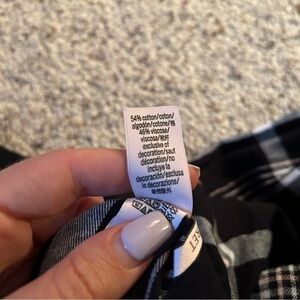 54% cotton/coton/
algodón/cotone/棉
46% viscose/
viscosa/
exclusive of
decoration/sauf
décoration/no
incluye la
decoración/esclusa
la decorazione/